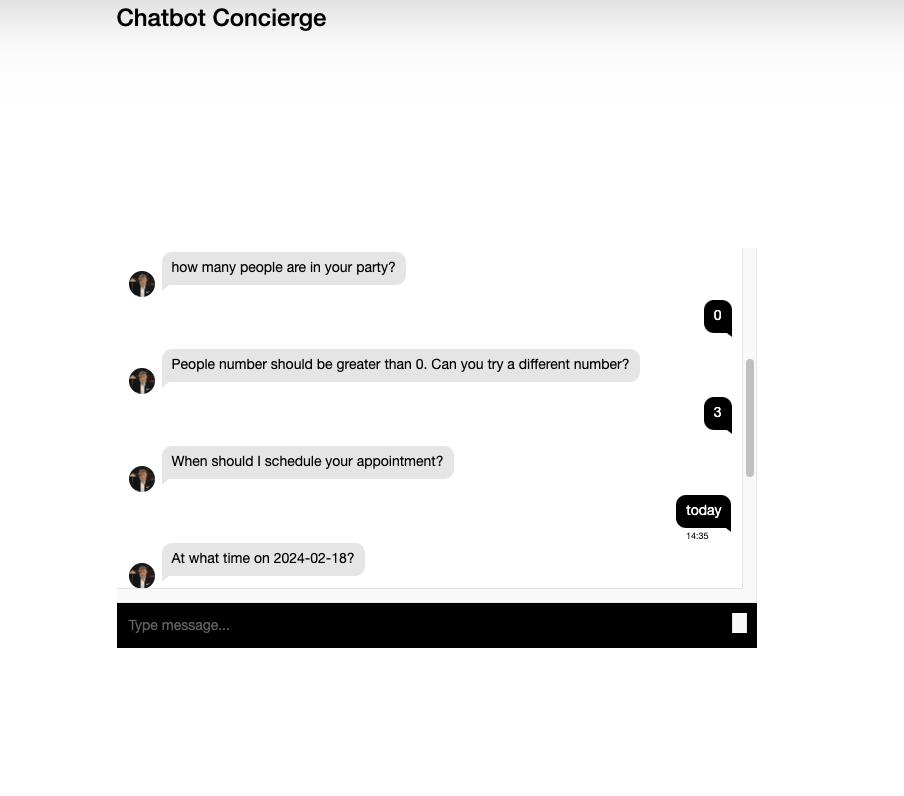 Chatbot Concierge
how many people are in your party?
0
People number should be greater than 0. Can you try a different number?
3
When should I schedule your appointment?
today
14:35
At what time on 2024-02-18?
Type message...